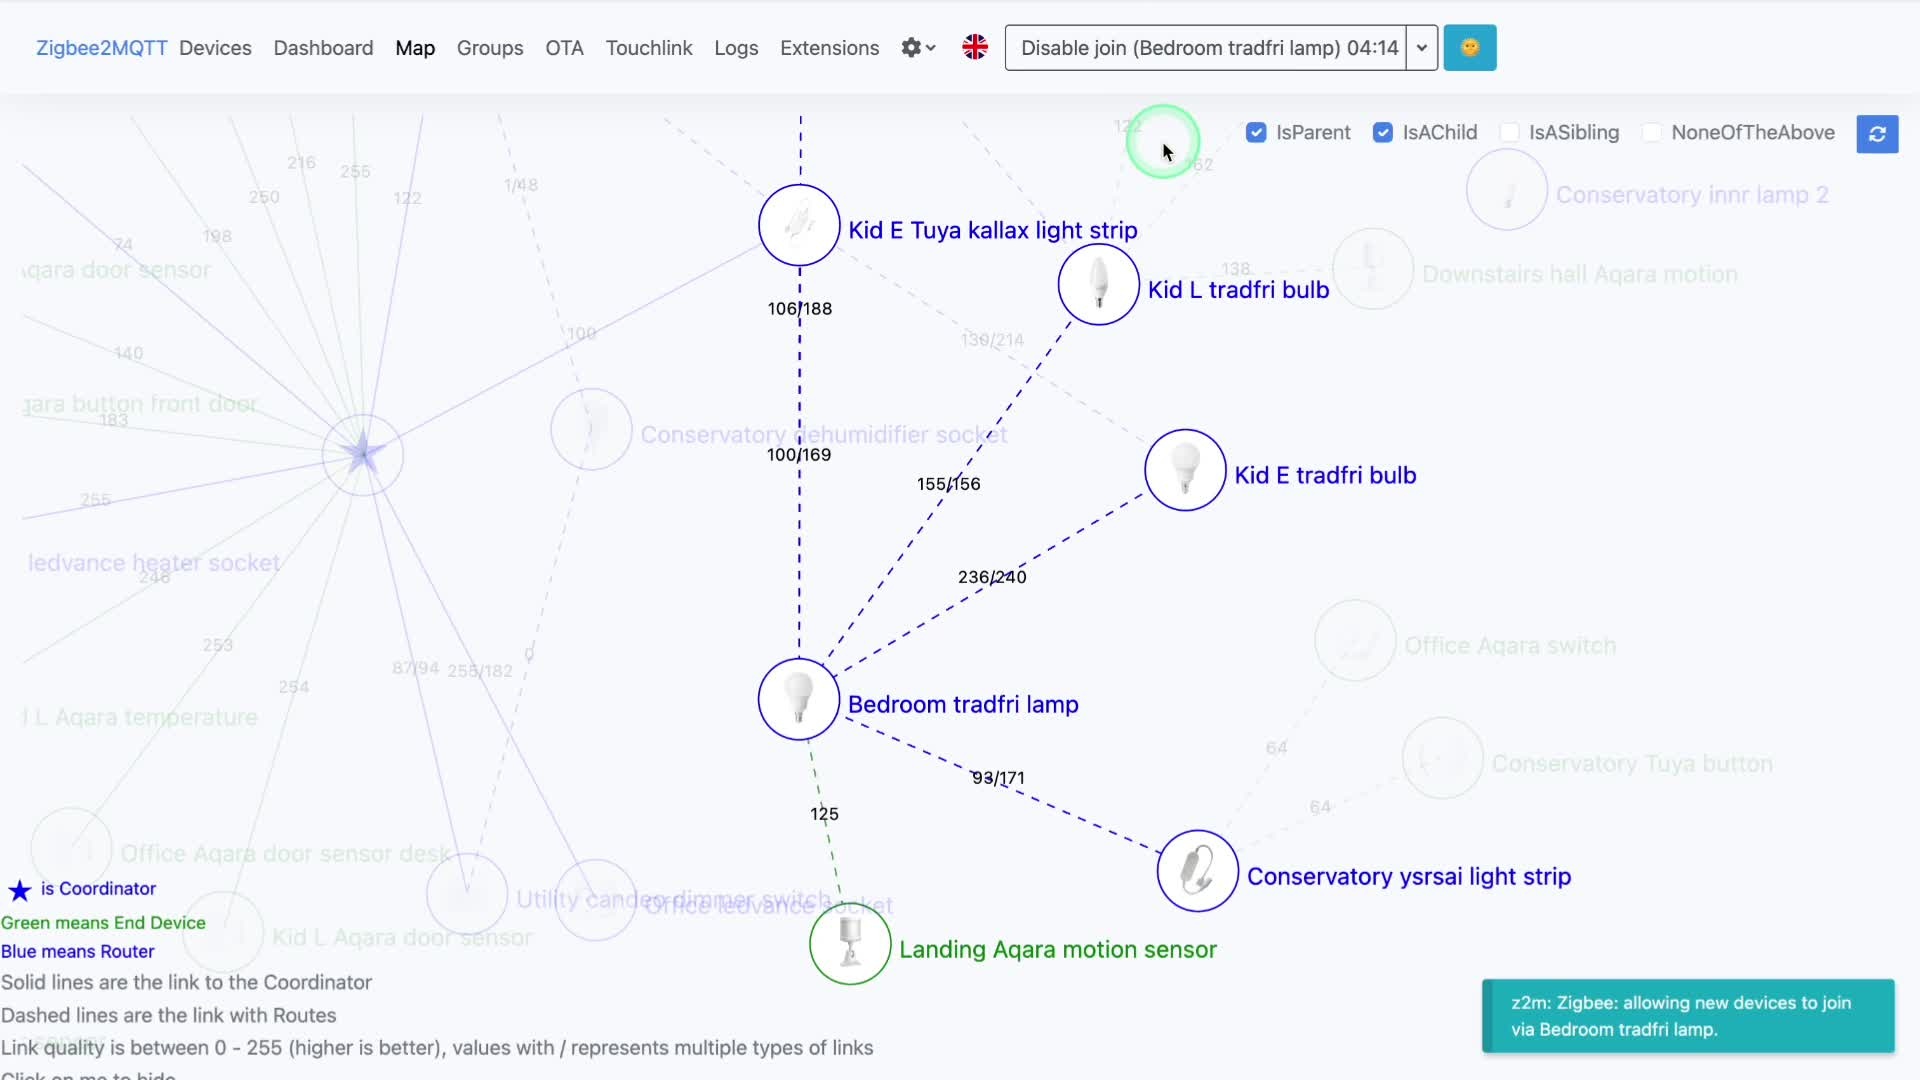 Zigbee2MQTT Devices Dashboard Map Groups OTA Touchlink Logs Extensions Disable join (Bedroom tradfri lamp) 04:14
IsParent IsAChild IsASibling NoneOfTheAbove
122
162
216
255
250
122
1/48
198
74
Conservatory innr lamp 2
Kid E Tuya kallax light strip
Aqara door sensor
138
Downstairs hall Aqara motion
Kid L tradfri bulb
106/188
100
130/214
140
qara button front door
183
Conservatory dehumidifier socket
100/169
155/156
Kid E tradfri bulb
255
ledvance heater socket
246
236/240
253
0
87/94
255/182
254
Office Aqara switch
L Aqara temperature
Bedroom tradfri lamp
64
Conservatory Tuya button
93/171
64
125
Office Aqara door sensor desk
Conservatory ysrsai light strip
is Coordinator
Utility candeo dimmer switch
Office ledvance socket
Green means End Device
Kid L Aqara door sensor
Landing Aqara motion sensor
Blue means Router
Solid lines are the link to the Coordinator
Dashed lines are the link with Routes
Link quality is between 0 - 255 (higher is better), values with / represents multiple types of links
Click on me to hide
z2m: Zigbee: allowing new devices to join
via Bedroom tradfri lamp.